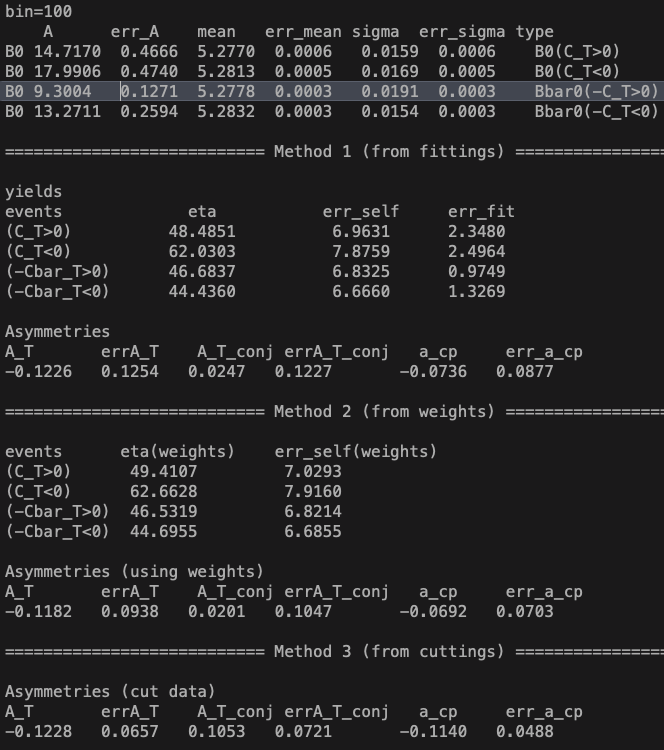 bin=100
A err_A mean err_mean sigma err_sigma type
B0 14.7170 0.4666 5.2770 0.0006 0.0159 0.0006 B0(C_T>0)
B0 17.9906 0.4740 5.2813 0.0005 0.0169 0.0005 B0(C_T<0)
B0 9.3004 0.1271 5.2778 0.0003 0.0191 0.0003 Bbar0(-C_T>0)
B0 13.2711 0.2594 5.2832 0.0003 0.0154 0.0003 Bbar0(-C_T<0)
========================== Method 1 (from fittings) ===============
yields
events eta err_self err_fit
(C_T>0) 48.4851 6.9631 2.3480
(C_T<0) 62.0303 7.8759 2.4964
(-Cbar_T>0) 46.6837 6.8325 0.9749
(-Cbar_T<0) 44.4360 6.6660 1.3269
Asymmetries
A_T errA_T A_T_conj errA_T_conj a_cp err_a_cp
-0.1226 0.1254 0.0247 0.1227 -0.0736 0.0877
========================== Method 2 (from weights) ================
events eta(weights) err_self(weights)
(C_T>0) 49.4107 7.0293
(C_T<0) 62.6628 7.9160
(-Cbar_T>0) 46.5319 6.8214
(-Cbar_T<0) 44.6955 6.6855
Asymmetries (using weights)
A_T errA_T A_T_conj errA_T_conj a_cp err_a_cp
-0.1182 0.0938 0.0201 0.1047 -0.0692 0.0703
========================== Method 3 (from cuttings) ===============
Asymmetries (cut data)
A_T errA_T A_T_conj errA_T_conj a_cp err_a_cp
-0.1228 0.0657 0.1053 0.0721 -0.1140 0.0488